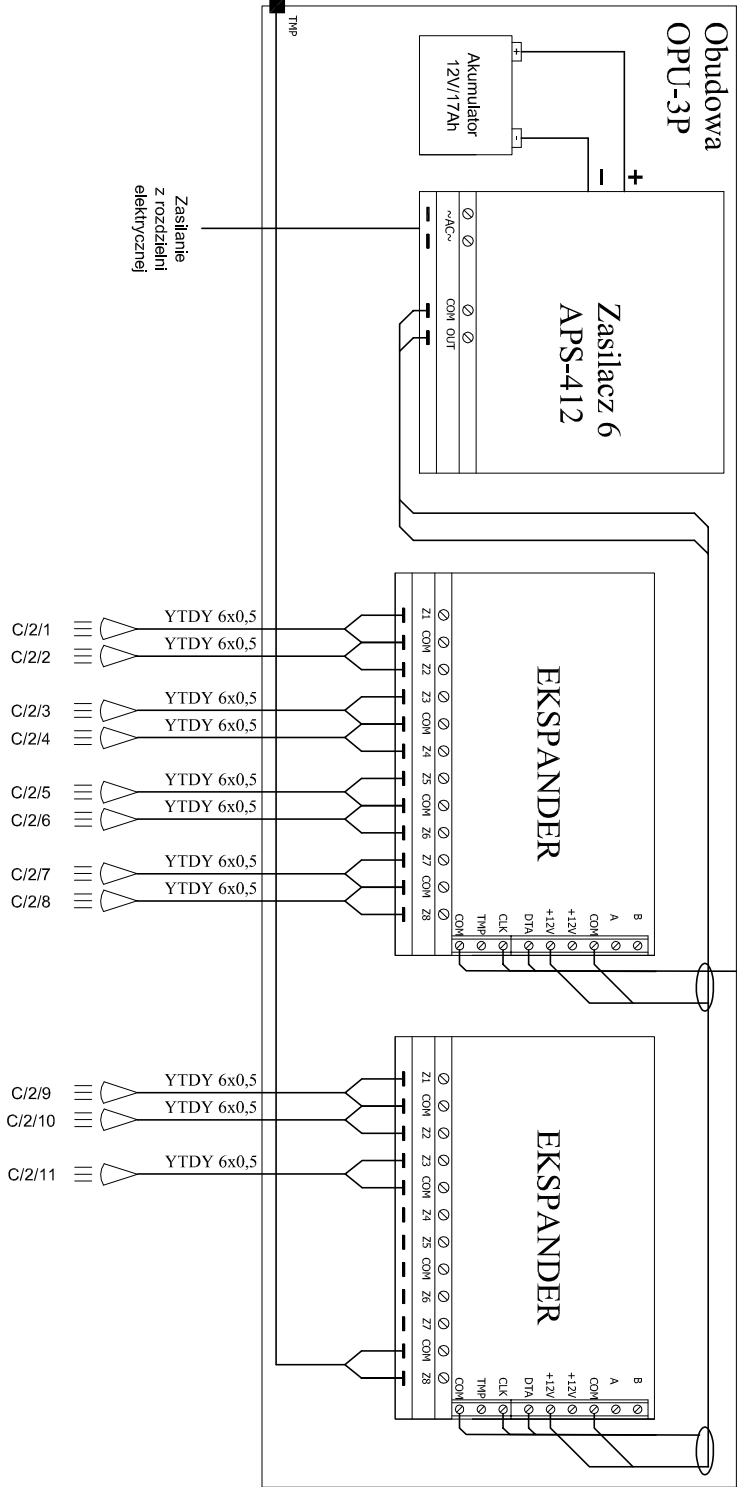 Obudowa
OPU-3P
TMP
Akumulator
12V/17Ah
+
-
+
-
Zasilacz 6
APS-412
~AC~
COM OUT
Zasilanie
z rozdzielni
elektrycznej
EKSPANDER
Z1 COM Z2 Z3 COM Z4 Z5 COM Z6 Z7 COM Z8
COM
TMP
CLK
DTA
+12V
+12V
COM
A
B
YTDY 6x0,5
C/2/1
YTDY 6x0,5
C/2/2
YTDY 6x0,5
C/2/3
YTDY 6x0,5
C/2/4
YTDY 6x0,5
C/2/5
YTDY 6x0,5
C/2/6
YTDY 6x0,5
C/2/7
YTDY 6x0,5
C/2/8
EKSPANDER
Z1 COM Z2 Z3 COM Z4 Z5 COM Z6 Z7 COM Z8
COM
TMP
CLK
DTA
+12V
+12V
COM
A
B
YTDY 6x0,5
C/2/9
YTDY 6x0,5
C/2/10
YTDY 6x0,5
C/2/11